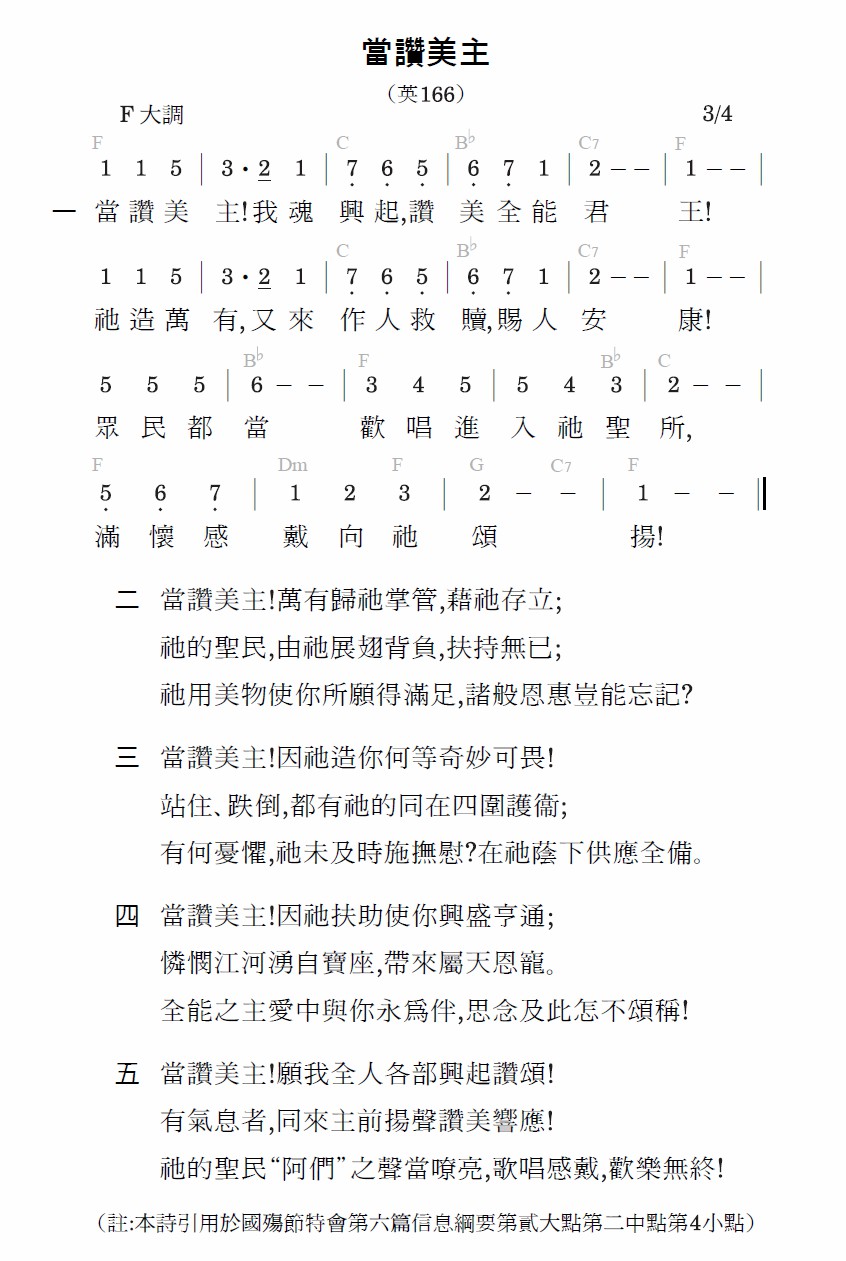 當讚美主
（英166）
F 大調 3/4
F C B♭ C7 F
1 1 5 | 3・2 1 | 7 6 5 | 6 7 1 | 2 – – | 1 – – |
一 當 讚 美 主!我 魂 興 起,讚 美 全 能 君 王!
C B♭ C7 F
1 1 5 | 3・2 1 | 7 6 5 | 6 7 1 | 2 – – | 1 – – |
祂 造 萬 有,又 來 作 人 救 贖,賜 人 安 康!
B♭ F B♭ C
5 5 5 | 6 – – | 3 4 5 | 5 4 3 | 2 – – |
眾 民 都 當 歡 唱 進 入 祂 聖 所,
F Dm F G C7 F
5 6 7 | 1 2 3 | 2 – – | 1 – – ‖
滿 懷 感 戴 向 祂 頌 揚!
二 當讚美主!萬有歸祂掌管,藉祂存立;
祂的聖民,由祂展翅背負,扶持無已;
祂用美物使你所願得滿足,諸般恩惠豈能忘記?
三 當讚美主!因祂造你何等奇妙可畏!
站住、跌倒,都有祂的同在四圍護衞;
有何憂懼,祂未及時施撫慰?在祂蔭下供應全備。
四 當讚美主!因祂扶助使你興盛亨通;
憐憫江河湧自寶座,帶來屬天恩寵。
全能之主愛中與你永爲伴,思念及此怎不頌稱!
五 當讚美主!願我全人各部興起讚頌!
有氣息者,同來主前揚聲讚美響應!
祂的聖民“阿們”之聲當嘹亮,歌唱感戴,歡樂無終!
（註:本詩引用於國殤節特會第六篇信息綱要第貳大點第二中點第4小點）